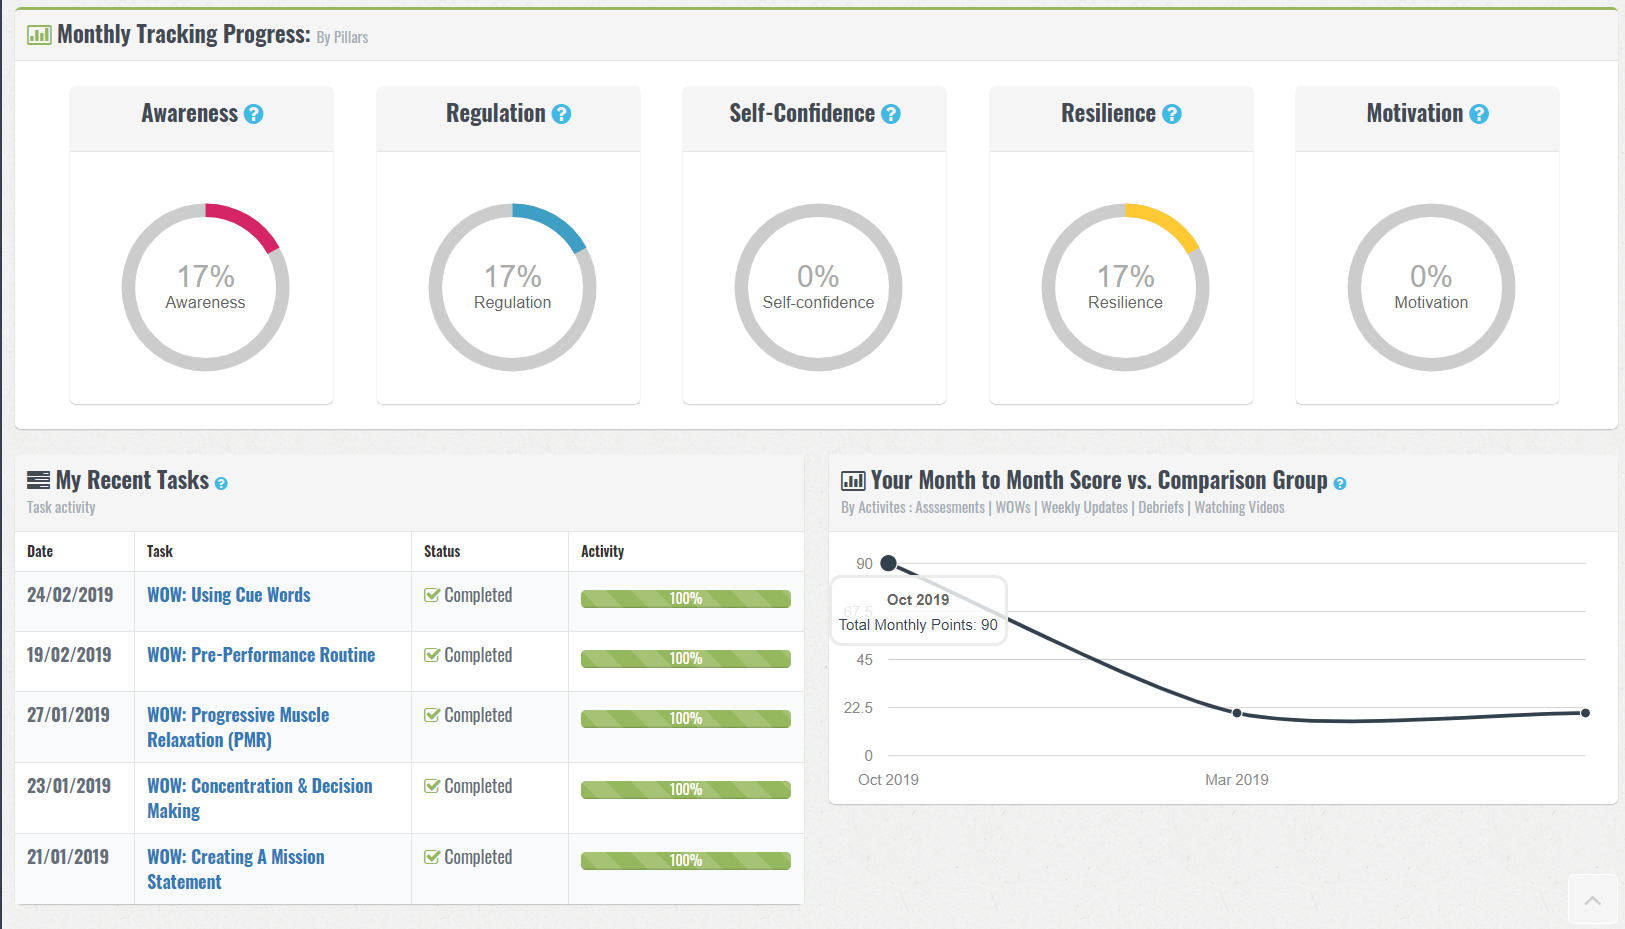 Monthly Tracking Progress: By Pillars
Awareness ?
Regulation ?
Self-Confidence ?
Resilience ?
Motivation ?
17%
Awareness
17%
Regulation
0%
Self-confidence
17%
Resilience
0%
Motivation
My Recent Tasks ?
Task activity
Date Task Status Activity
24/02/2019 WOW: Using Cue Words Completed 100%
19/02/2019 WOW: Pre-Performance Routine Completed 100%
27/01/2019 WOW: Progressive Muscle Completed 100%
Relaxation (PMR)
23/01/2019 WOW: Concentration & Decision Completed 100%
Making
21/01/2019 WOW: Creating A Mission Completed 100%
Statement
Your Month to Month Score vs. Comparison Group ?
By Activites : Asssesments | WOWs | Weekly Updates | Debriefs | Watching Videos
90
Oct 2019
67.5
Total Monthly Points: 90
45
22.5
0
Oct 2019 Mar 2019